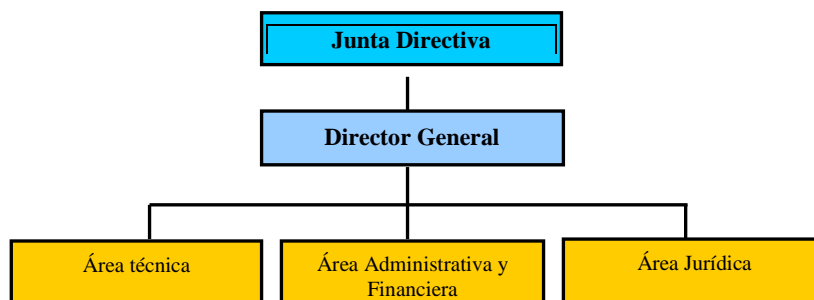 Junta Directiva
Director General
Área técnica
Área Administrativa y
Financiera
Área Jurídica